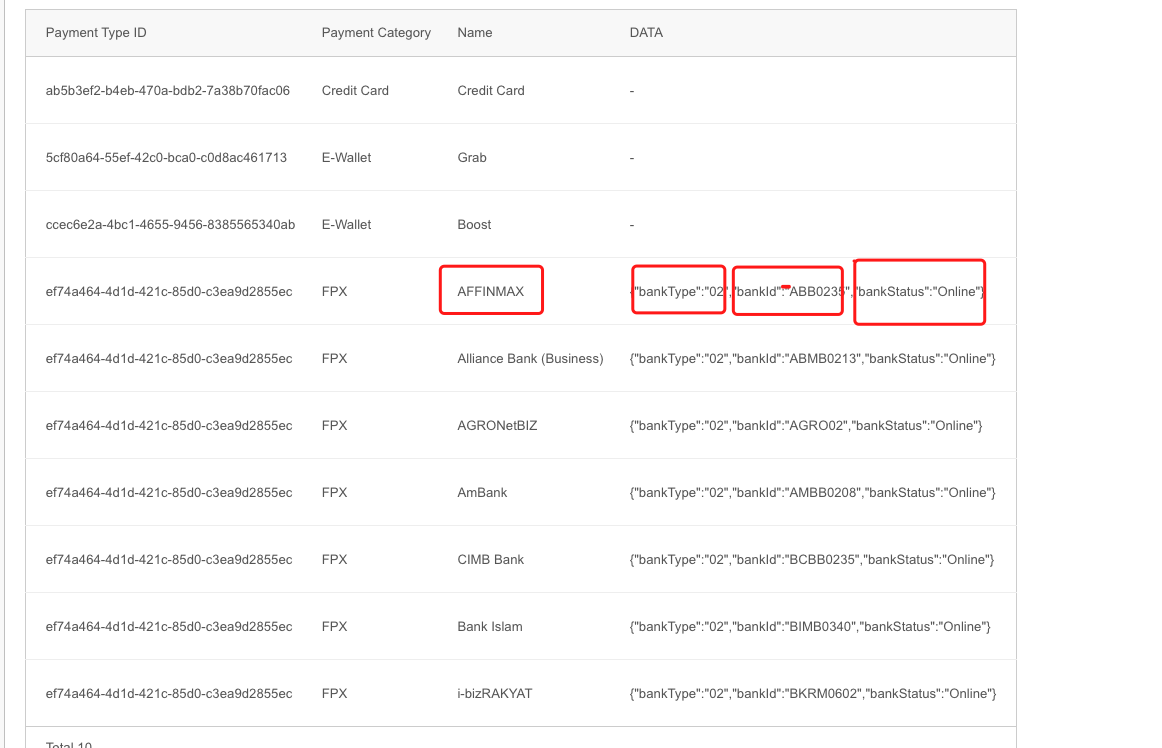 Payment Type ID Payment Category Name DATA
ab5b3ef2-b4eb-470a-bdb2-7a38b70fac06 Credit Card Credit Card -
5cf80a64-55ef-42c0-bca0-c0d8ac461713 E-Wallet Grab -
ccec6e2a-4bc1-4655-9456-8385565340ab E-Wallet Boost -
ef74a464-4d1d-421c-85d0-c3ea9d2855ec FPX AFFINMAX {"bankType":"02","bankId":"ABB0235","bankStatus":"Online"}
ef74a464-4d1d-421c-85d0-c3ea9d2855ec FPX Alliance Bank (Business) {"bankType":"02","bankId":"ABMB0213","bankStatus":"Online"}
ef74a464-4d1d-421c-85d0-c3ea9d2855ec FPX AGRONetBIZ {"bankType":"02","bankId":"AGRO02","bankStatus":"Online"}
ef74a464-4d1d-421c-85d0-c3ea9d2855ec FPX AmBank {"bankType":"02","bankId":"AMBB0208","bankStatus":"Online"}
ef74a464-4d1d-421c-85d0-c3ea9d2855ec FPX CIMB Bank {"bankType":"02","bankId":"BCBB0235","bankStatus":"Online"}
ef74a464-4d1d-421c-85d0-c3ea9d2855ec FPX Bank Islam {"bankType":"02","bankId":"BIMB0340","bankStatus":"Online"}
ef74a464-4d1d-421c-85d0-c3ea9d2855ec FPX i-bizRAKYAT {"bankType":"02","bankId":"BKRM0602","bankStatus":"Online"}
Total 10